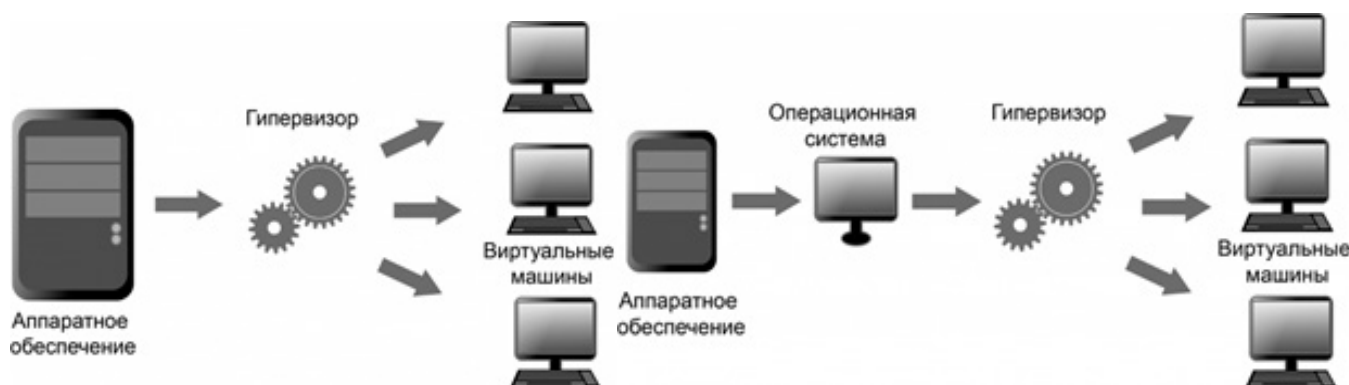 Гипервизор
Виртуальные
машины
Аппаратное
обеспечение
Операционная
система
Гипервизор
Виртуальные
машины
Аппаратное
обеспечение